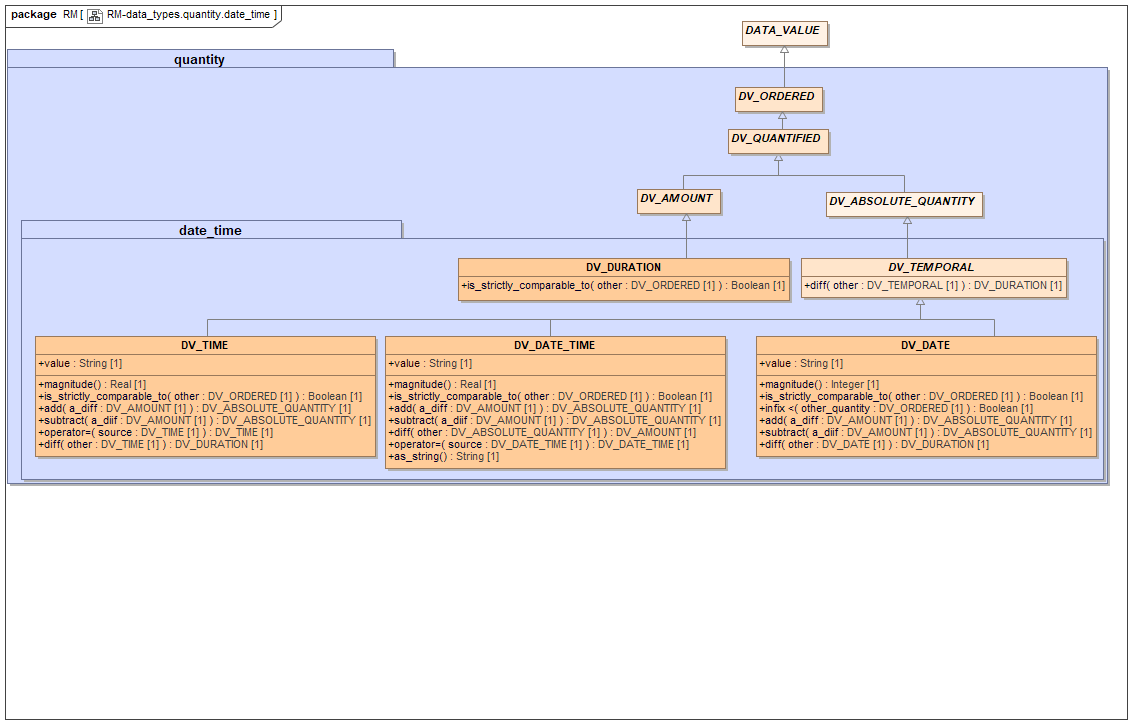 package RM [ RM-data_types.quantity.date_time ]
DATA_VALUE
quantity
DV_ORDERED
DV_QUANTIFIED
DV_AMOUNT
DV_ABSOLUTE_QUANTITY
date_time
DV_DURATION
+is_strictly_comparable_to( other : DV_ORDERED [1] ) : Boolean [1]
DV_TEMPORAL
+diff( other : DV_TEMPORAL [1] ) : DV_DURATION [1]
DV_TIME
+value : String [1]
+magnitude() : Real [1]
+is_strictly_comparable_to( other : DV_ORDERED [1] ) : Boolean [1]
+add( a_diff : DV_AMOUNT [1] ) : DV_ABSOLUTE_QUANTITY [1]
+subtract( a_diif : DV_AMOUNT [1] ) : DV_ABSOLUTE_QUANTITY [1]
+operator=( source : DV_TIME [1] ) : DV_TIME [1]
+diff( other : DV_TIME [1] ) : DV_DURATION [1]
DV_DATE_TIME
+value : String [1]
+magnitude() : Real [1]
+is_strictly_comparable_to( other : DV_ORDERED [1] ) : Boolean [1]
+add( a_diff : DV_AMOUNT [1] ) : DV_ABSOLUTE_QUANTITY [1]
+subtract( a_diif : DV_AMOUNT [1] ) : DV_ABSOLUTE_QUANTITY [1]
+diff( other : DV_ABSOLUTE_QUANTITY [1] ) : DV_AMOUNT [1]
+operator=( source : DV_DATE_TIME [1] ) : DV_DATE_TIME [1]
+as_string() : String [1]
DV_DATE
+value : String [1]
+magnitude() : Integer [1]
+is_strictly_comparable_to( other : DV_ORDERED [1] ) : Boolean [1]
+infix <( other_quantity : DV_ORDERED [1] ) : Boolean [1]
+add( a_diff : DV_AMOUNT [1] ) : DV_ABSOLUTE_QUANTITY [1]
+subtract( a_diif : DV_AMOUNT [1] ) : DV_ABSOLUTE_QUANTITY [1]
+diff( other : DV_DATE [1] ) : DV_DURATION [1]